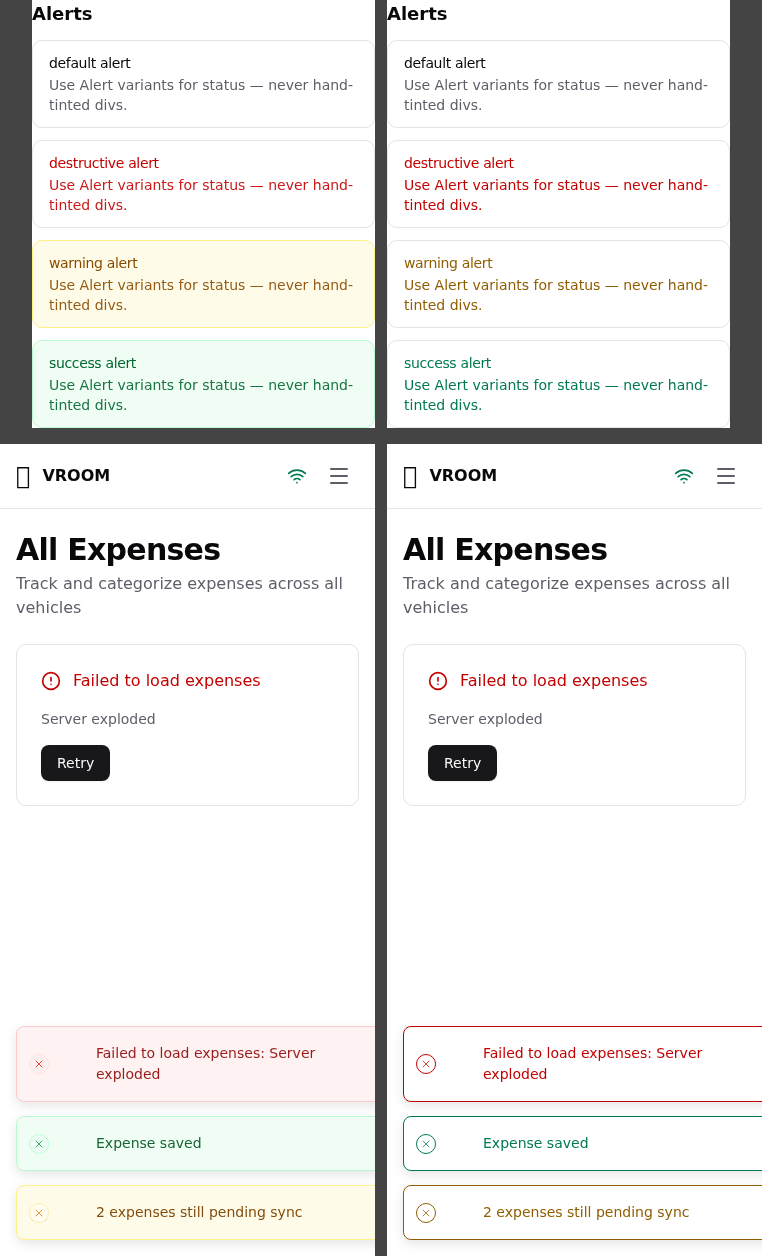 Alerts
default alert
Use Alert variants for status — never hand-
tinted divs.
destructive alert
Use Alert variants for status — never hand-
tinted divs.
warning alert
Use Alert variants for status — never hand-
tinted divs.
success alert
Use Alert variants for status — never hand-
tinted divs.
Alerts
default alert
Use Alert variants for status — never hand-
tinted divs.
destructive alert
Use Alert variants for status — never hand-
tinted divs.
warning alert
Use Alert variants for status — never hand-
tinted divs.
success alert
Use Alert variants for status — never hand-
tinted divs.
VROOM
All Expenses
Track and categorize expenses across all
vehicles
Failed to load expenses
Server exploded
Retry
Failed to load expenses: Server
exploded
Expense saved
2 expenses still pending sync
VROOM
All Expenses
Track and categorize expenses across all
vehicles
Failed to load expenses
Server exploded
Retry
Failed to load expenses: Server
exploded
Expense saved
2 expenses still pending sync